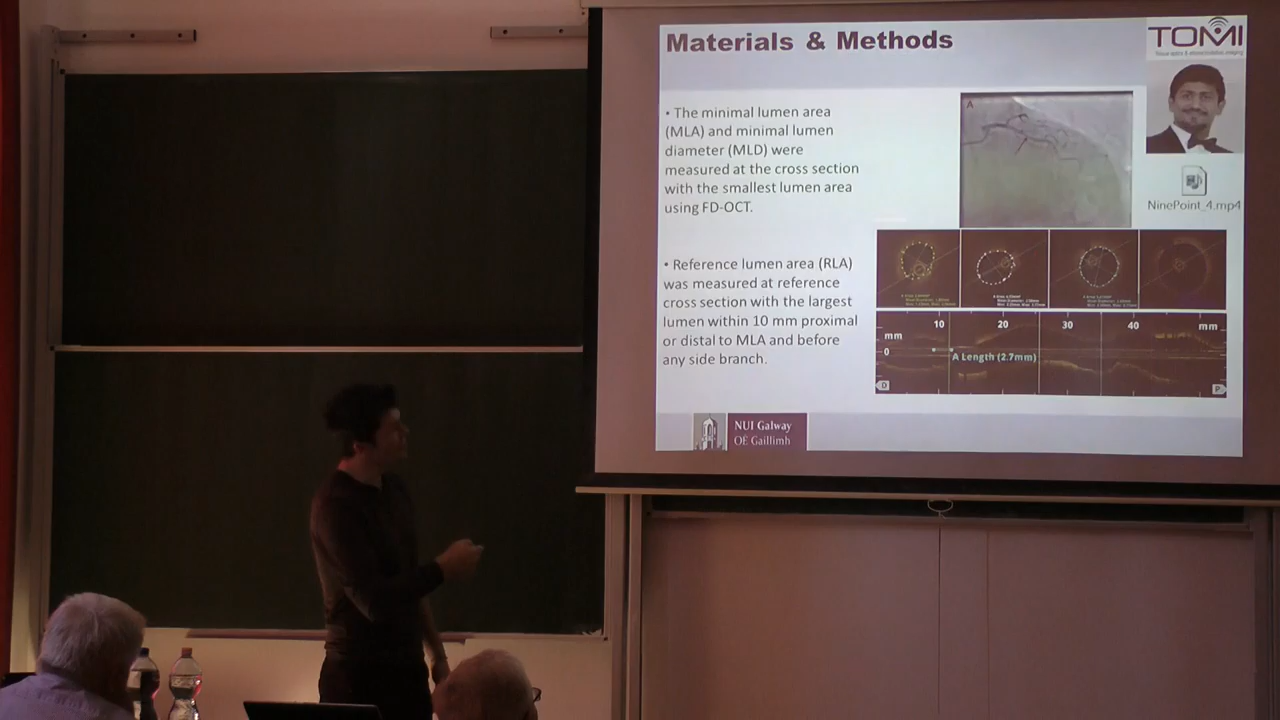 Materials & Methods
TOMI
• The minimal lumen area
(MLA) and minimal lumen
diameter (MLD) were
measured at the cross section
with the smallest lumen area
using FD-OCT.
A
NinePoint_4.mp4
• Reference lumen area (RLA)
was measured at reference
cross section with the largest
lumen within 10 mm proximal
or distal to MLA and before
any side branch.
10 20 30 40 mm
mm
0
A Length (2.7mm)
D P
NUI Galway
OÉ Gaillimh